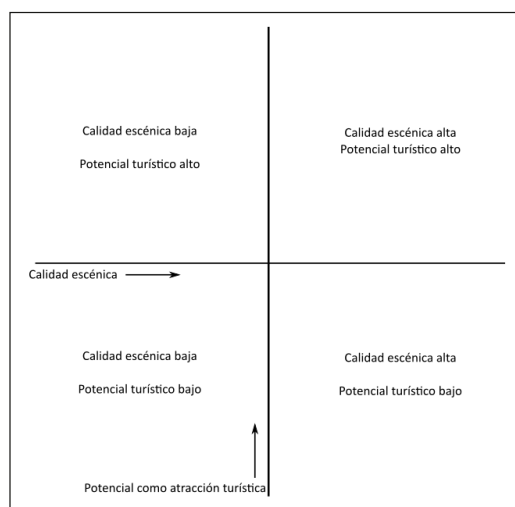 Calidad escénica baja
Potencial turístico alto
Calidad escénica alta
Potencial turístico alto
Calidad escénica
Calidad escénica baja
Potencial turístico bajo
Calidad escénica alta
Potencial turístico bajo
Potencial como atracción turística